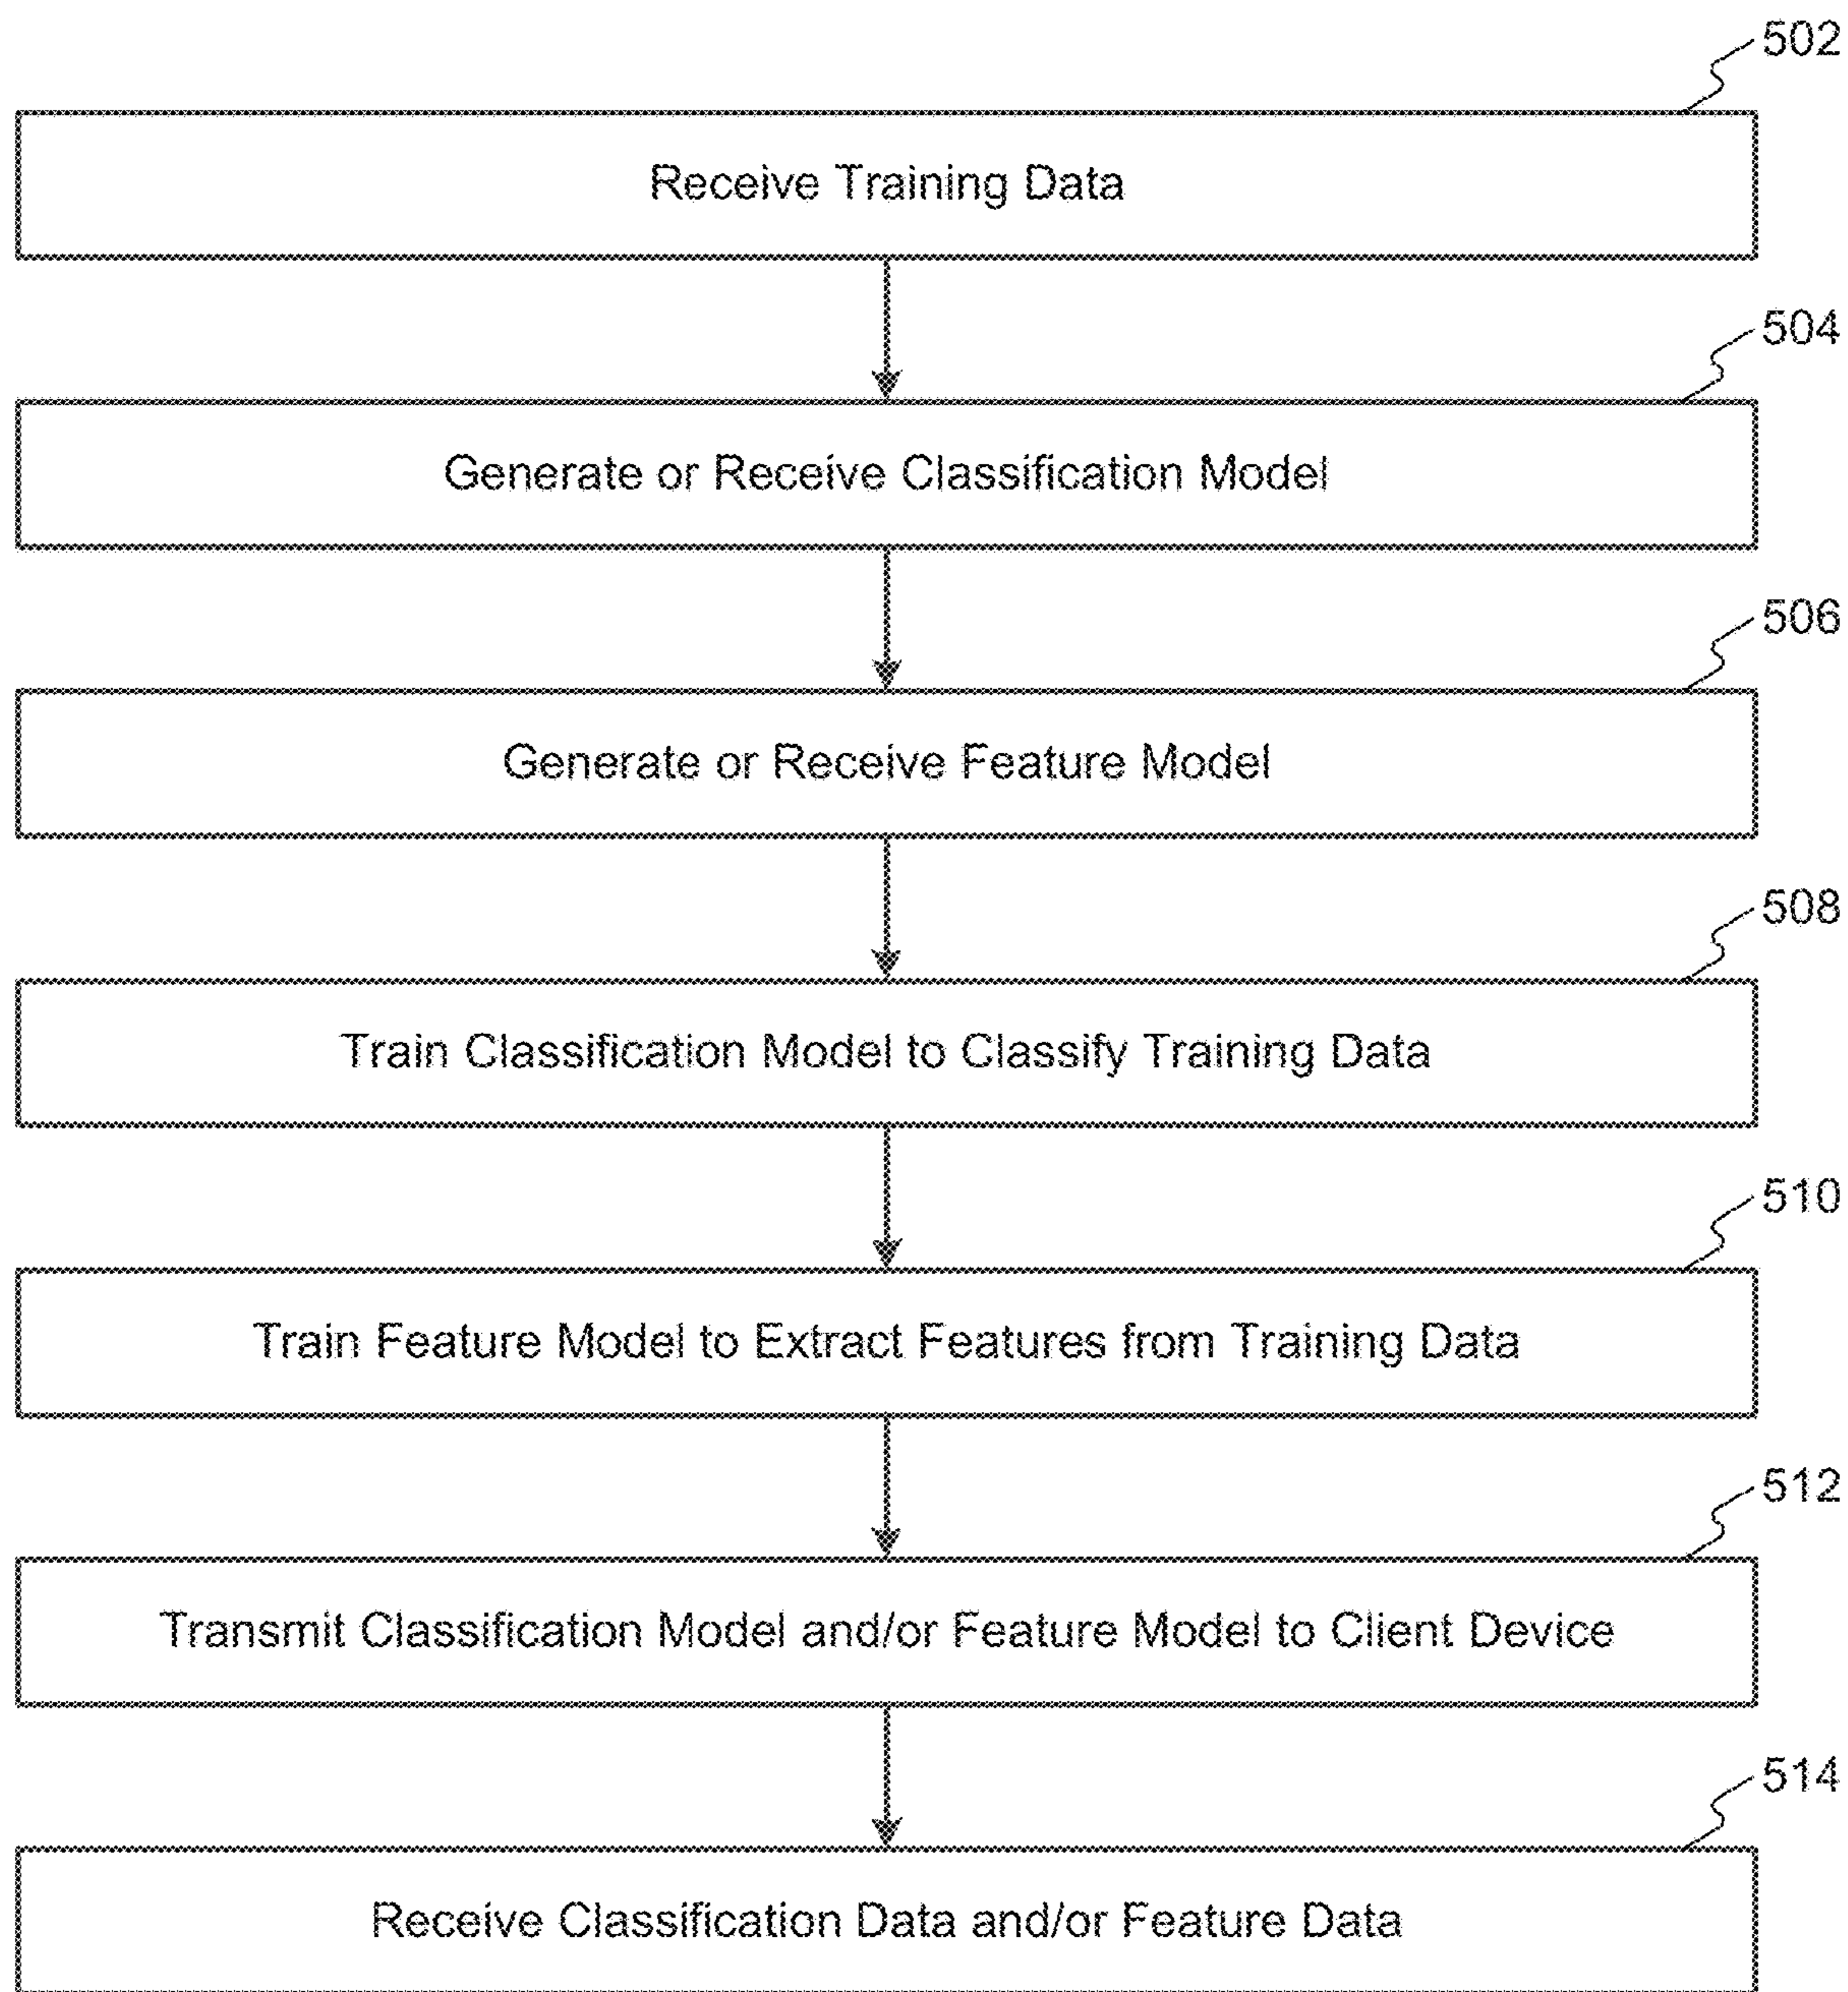 502
Receive Training Data
504
Generate or Receive Classification Model
506
Generate or Receive Feature Model
508
Train Classification Model to Classify Training Data
510
Train Feature Model to Extract Features from Training Data
512
Transmit Classification Model and/or Feature Model to Client Device
514
Receive Classification Data and/or Feature Data